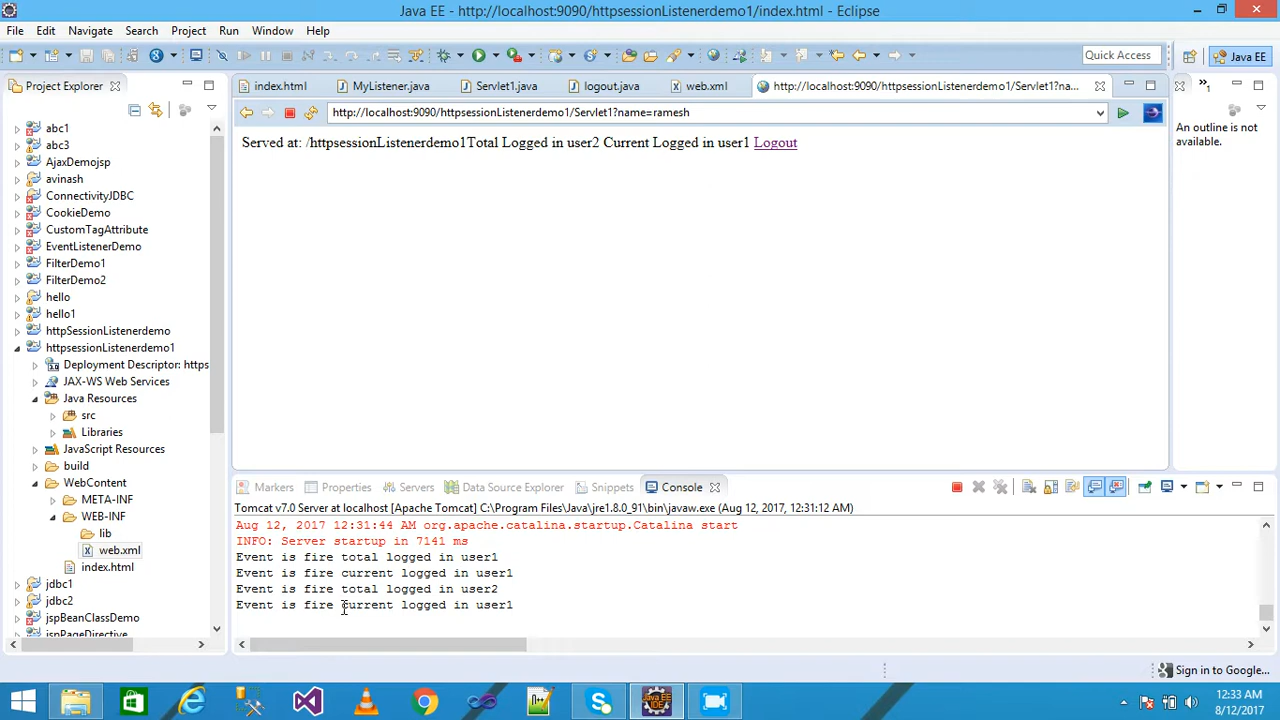 Java EE - http://localhost:9090/httpsessionListenerdemo1/index.html - Eclipse
File Edit Navigate Search Project Run Window Help
Quick Access
Java EE
Project Explorer
index.html
MyListener.java
Servlet1.java
logout.java
web.xml
http://localhost:9090/httpsessionListenerdemo1/Servlet1?na...
1
http://localhost:9090/httpsessionListenerdemo1/Servlet1?name=ramesh
Served at: /httpsessionListenerdemo1Total Logged in user2 Current Logged in user1 Logout
An outline is not
available.
abc1
abc3
AjaxDemojsp
avinash
ConnectivityJDBC
CookieDemo
CustomTagAttribute
EventListenerDemo
FilterDemo1
FilterDemo2
hello
hello1
httpSessionListenerdemo
httpsessionListenerdemo1
Deployment Descriptor: https
JAX-WS Web Services
Java Resources
src
Libraries
JavaScript Resources
build
WebContent
META-INF
WEB-INF
lib
web.xml
index.html
jdbc1
jdbc2
jspBeanClassDemo
jspPageDirective
Markers
Properties
Servers
Data Source Explorer
Snippets
Console
Tomcat v7.0 Server at localhost [Apache Tomcat] C:\Program Files\Java\jre1.8.0_91\bin\javaw.exe (Aug 12, 2017 12:31:12 AM)
Aug 12, 2017 12:31:44 AM org.apache.catalina.startup.Catalina start
INFO: Server startup in 7141 ms
Event is fire total logged in user1
Event is fire current logged in user1
Event is fire total logged in user2
Event is fire current logged in user1
Sign in to Google...
12:33 AM
8/12/2017